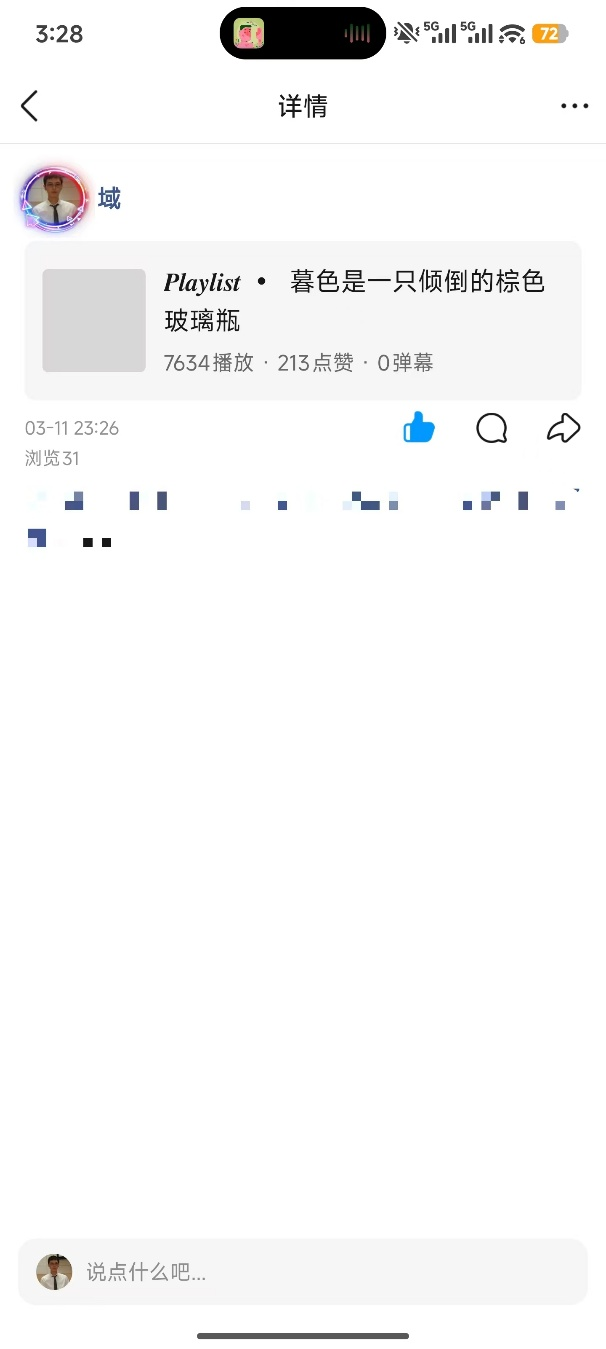 3:28
5G 5G 72
详情
域
Playlist • 暮色是一只倾倒的棕色
玻璃瓶
7634播放 · 213点赞 · 0弹幕
03-11 23:26
浏览31
说点什么吧...